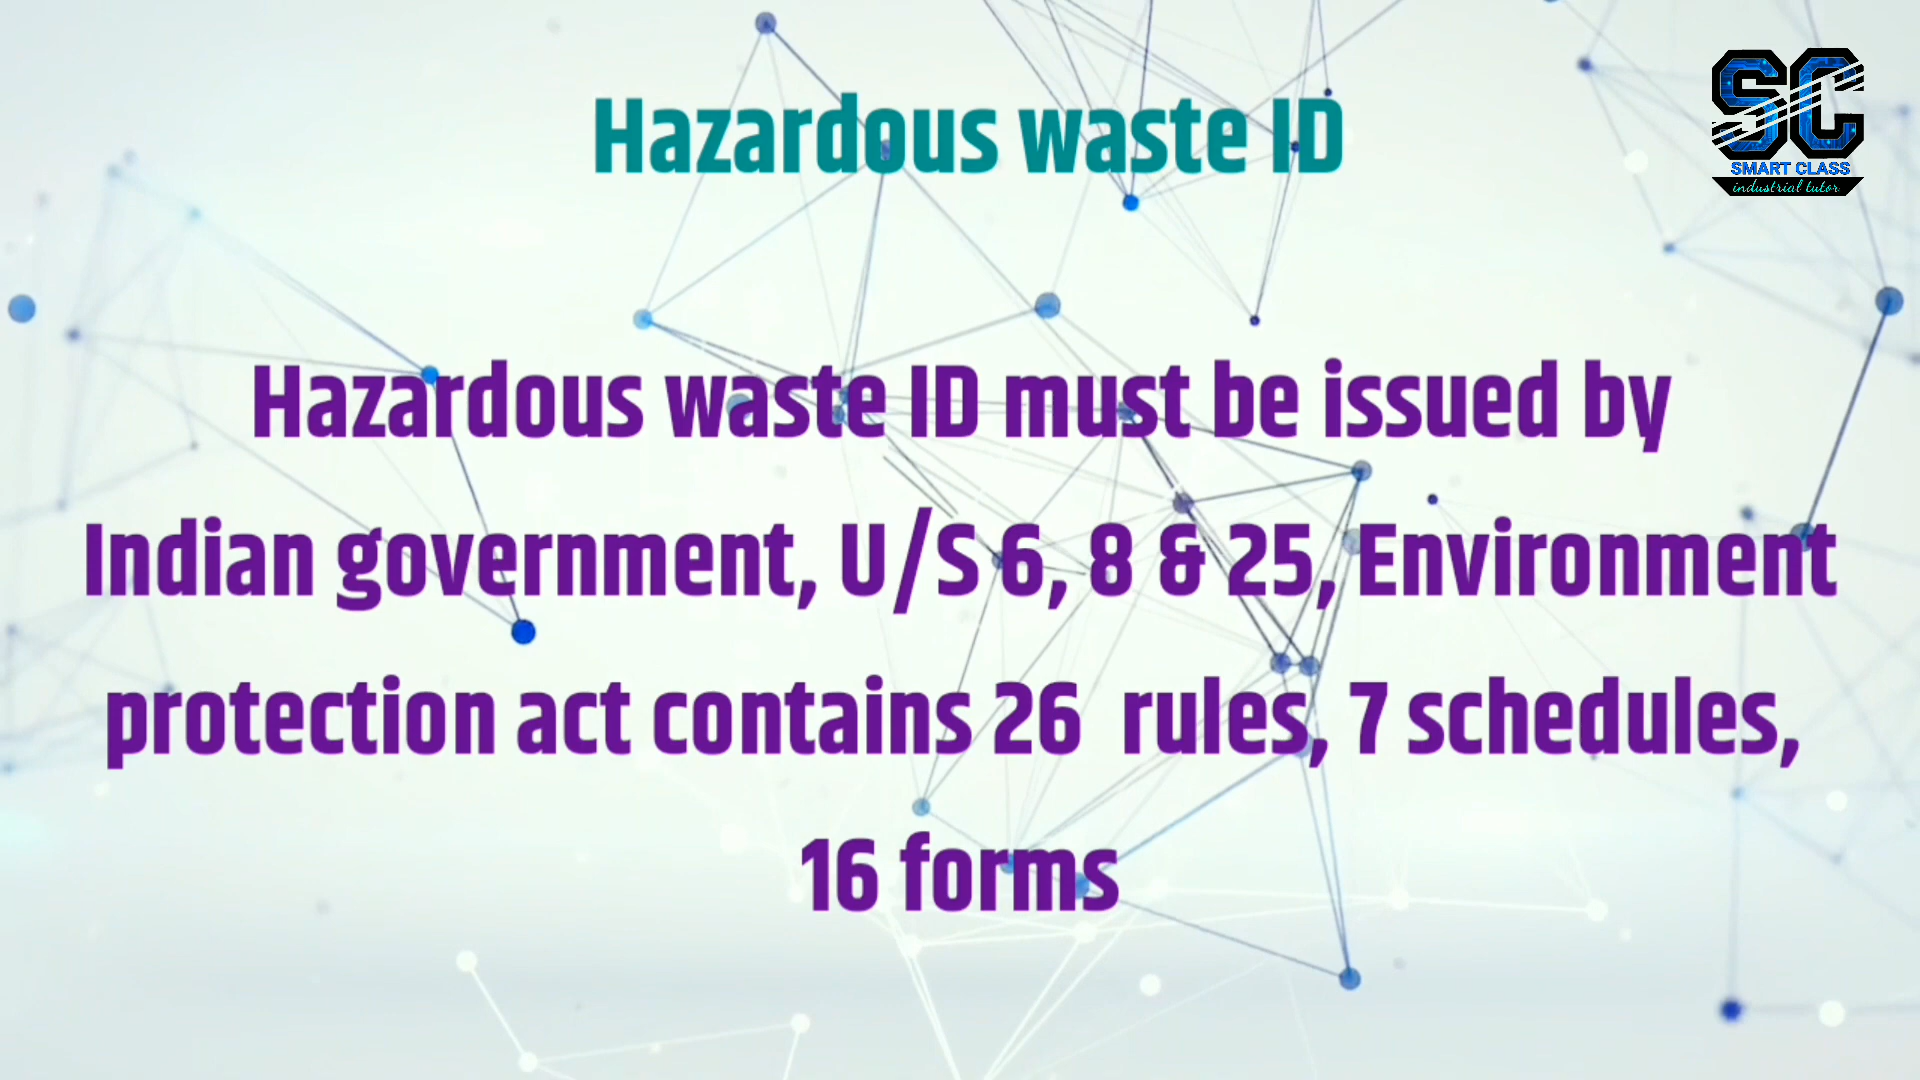 Hazardous waste ID
SC
SMART CLASS
industrial tutor
Hazardous waste ID must be issued by
Indian government, U/S 6, 8 & 25, Environment
protection act contains 26 rules, 7 schedules,
16 forms